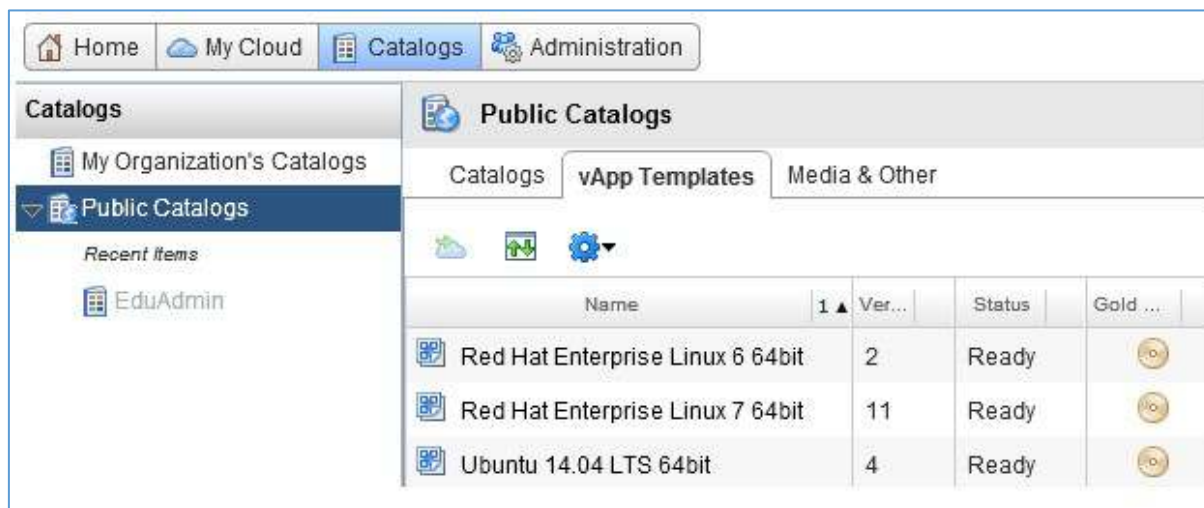 Home My Cloud Catalogs Administration
Catalogs
My Organization's Catalogs
Public Catalogs
Recent Items
EduAdmin
Public Catalogs
Catalogs vApp Templates Media & Other
Name 1 ▲ Ver... Status Gold ...
Red Hat Enterprise Linux 6 64bit 2 Ready
Red Hat Enterprise Linux 7 64bit 11 Ready
Ubuntu 14.04 LTS 64bit 4 Ready